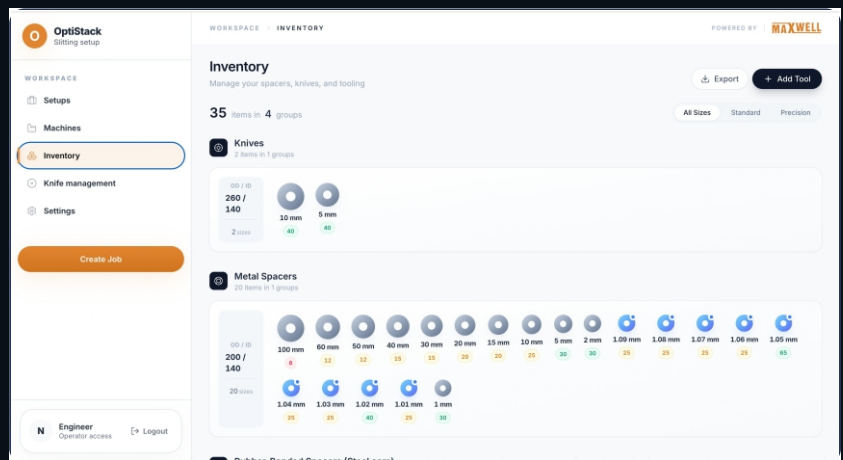 O
OptiStack
Slitting setup
WORKSPACE
Setups
Machines
Inventory
Knife management
Settings
Create Job
N
Engineer
Operator access
Logout
WORKSPACE INVENTORY
POWERED BY MAXWELL
Inventory
Manage your spacers, knives, and tooling
Export
+ Add Tool
35 items in 4 groups
All Sizes Standard Precision
Knives
2 items in 1 groups
OD / ID
260 /
140
2 sizes
10 mm 5 mm
40 40
Metal Spacers
20 items in 1 groups
OD / ID
200 /
140
20 sizes
100 mm 60 mm 50 mm 40 mm 30 mm 20 mm 15 mm 10 mm 5 mm 2 mm 1.09 mm 1.08 mm 1.07 mm 1.06 mm 1.05 mm
8 12 12 15 15 20 20 25 30 30 25 25 25 25 65
1.04 mm 1.03 mm 1.02 mm 1.01 mm 1 mm
25 25 40 25 30